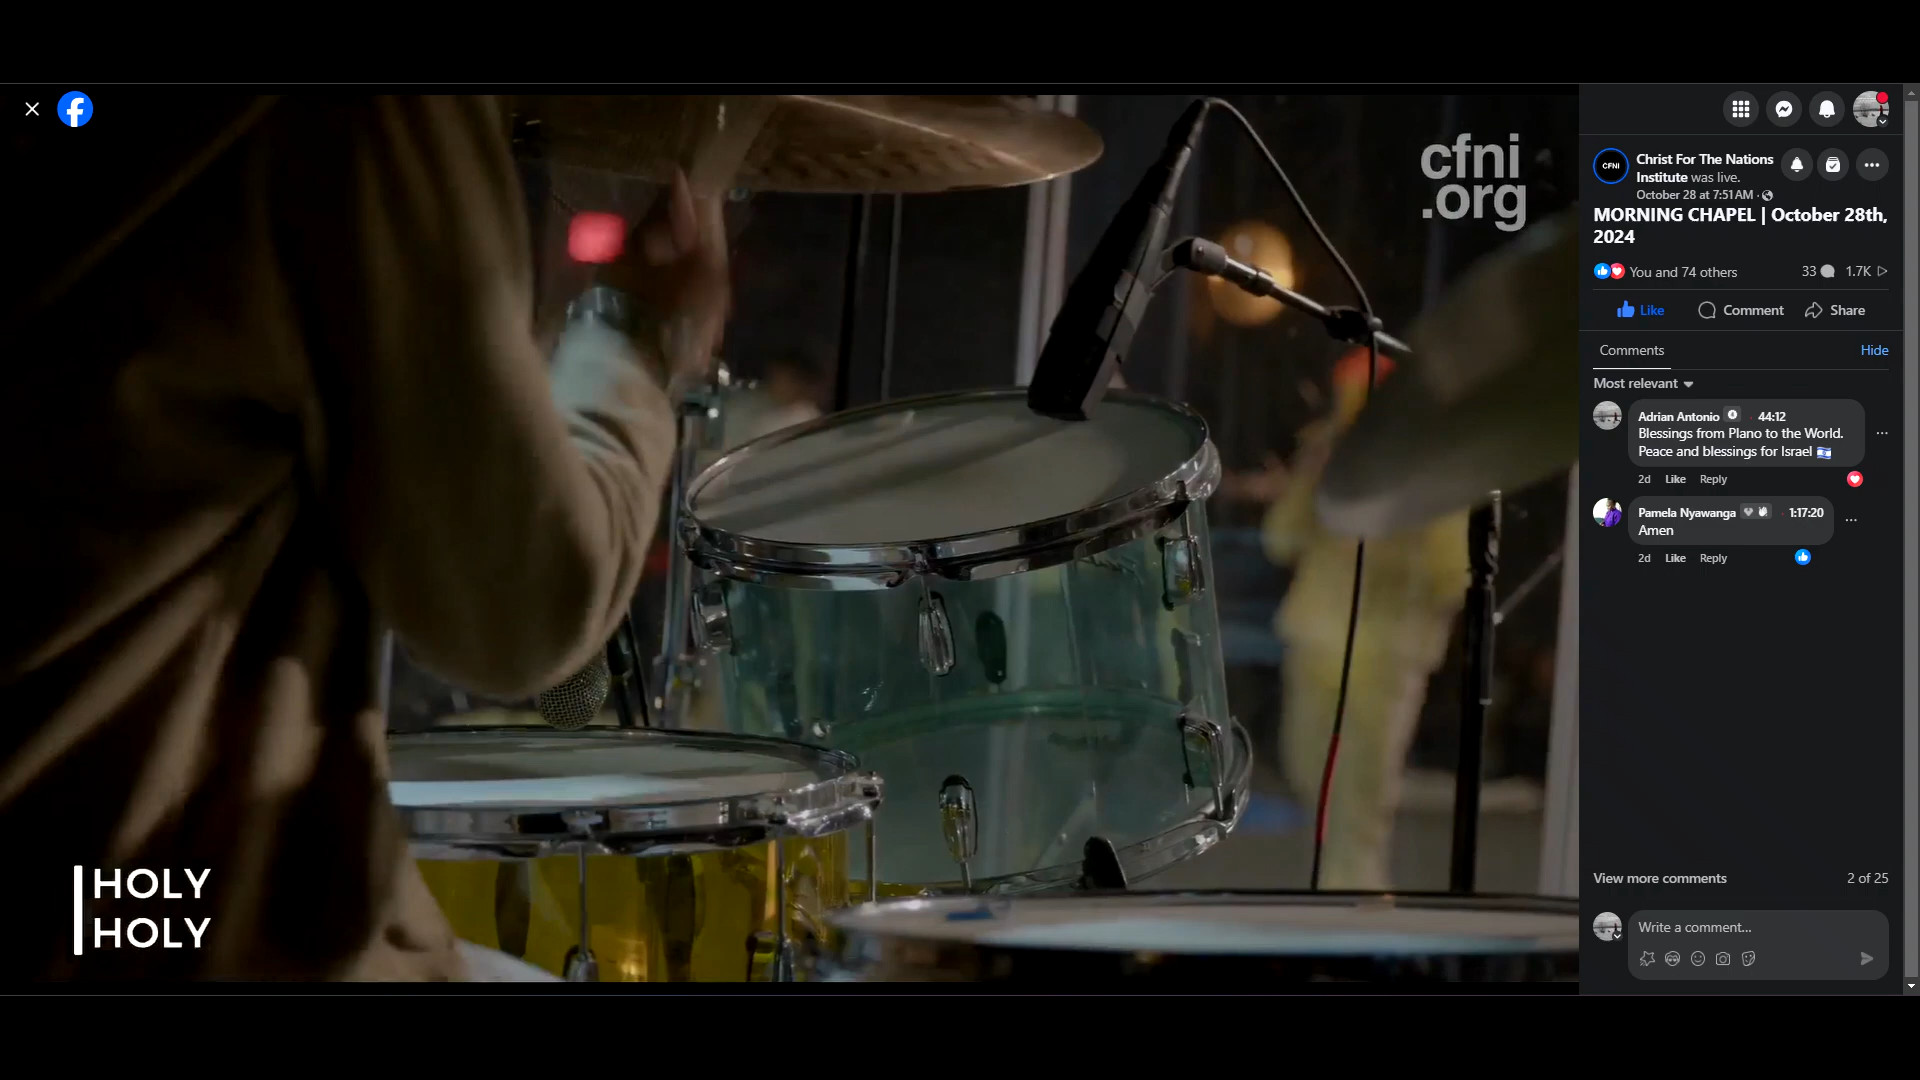 cfni
.org
HOLY
HOLY
CFNI
Christ For The Nations
Institute was live.
October 28 at 7:51 AM ·
MORNING CHAPEL | October 28th,
2024
You and 74 others
33
1.7K
Like
Comment
Share
Comments
Hide
Most relevant
Adrian Antonio · 44:12
Blessings from Plano to the World.
Peace and blessings for Israel 🇮🇱
2d Like Reply
Pamela Nyawanga · 1:17:20
Amen
2d Like Reply
View more comments
2 of 25
Write a comment...